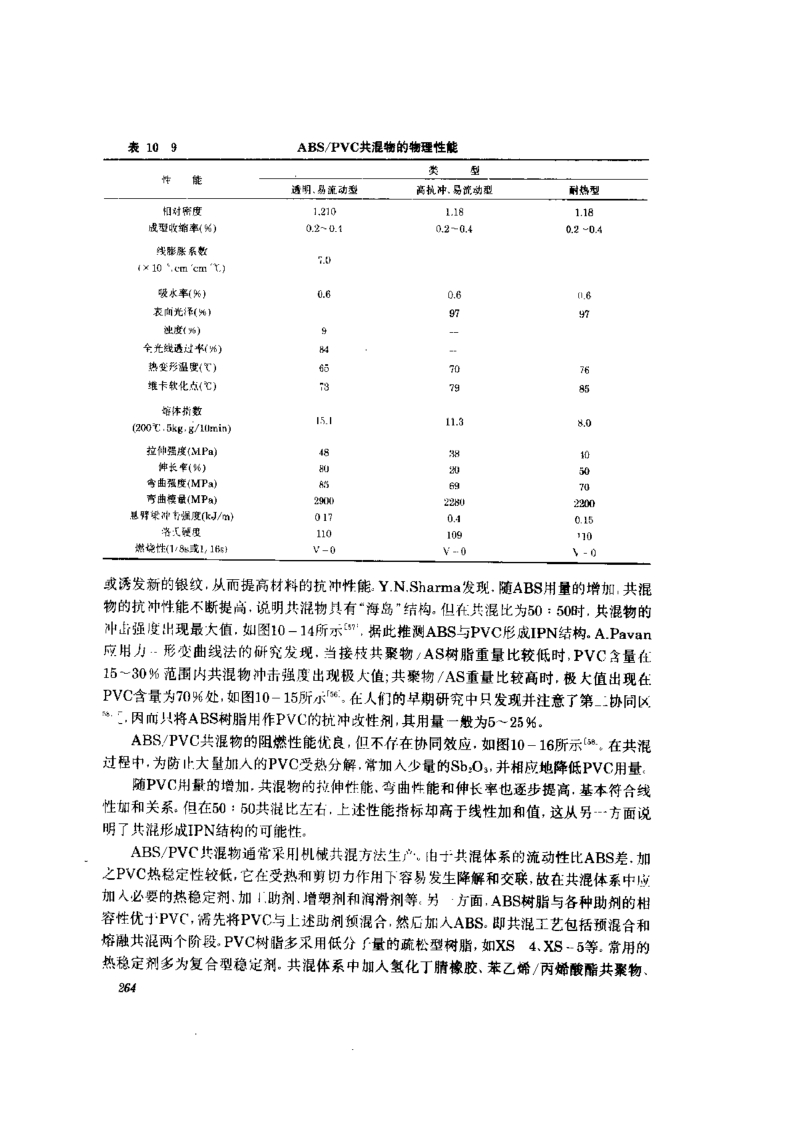 表 10 9 ABS/PVC共混物的物理性能
性 能 类 型
透明、易流动型 高抗冲、易流动型 耐热型
相对密度 1.210 1.18 1.18
成型收缩率(%) 0.2~0.4 0.2~0.4
线膨胀系数
7.0
吸水率(%) 0.6 0.6 0.6
表面光泽(%) 97 97
浊度(%) 9 --
全光线透过率(%) 84 --
热变形温度(℃) 65 70 76
维卡软化点(℃) 73 79 85
熔体指数
(200℃.5kg.g/10min) 15.1 11.3 8.0
拉伸强度(MPa) 48 38 40
伸长率(%) 80 20 50
弯曲强度(MPa) 85 69 70
弯曲模量(MPa) 2900 2280 2200
悬臂梁冲击强度(kJ/m) 0 17 0.4 0.15
洛氏硬度 110 109 110
燃烧性(1/8s或1/16s) V-0 V-0 V-0
或诱发新的银纹,从而提高材料的抗冲性能。Y.N.Sharma发现,随ABS用量的增加,共混
物的抗冲性能不断提高,说明共混物具有“海岛”结构。但在共混比为50:50时,共混物的
冲击强度出现最大值,如图10-14所示[57],据此推测ABS与PVC形成IPN结构。A.Pavan
应用力--形变曲线法的研究发现,当接枝共聚物/AS树脂重量比较低时,PVC含量在
15~30%范围内共混物冲击强度出现极大值;共聚物/AS重量比较高时,极大值出现在
PVC含量为70%处,如图10-15所示[56]。在人们的早期研究中只发现并注意了第二协同区
,因而只将ABS树脂用作PVC的抗冲改性剂,其用量一般为5~25%。
ABS/PVC共混物的阻燃性能优良,但不存在协同效应,如图10-16所示[58]。在共混
过程中,为防止大量加入的PVC受热分解,常加入少量的Sb₂O₃,并相应地降低PVC用量。
随PVC用量的增加,共混物的拉伸性能、弯曲性能和伸长率也逐步提高,基本符合线
性加和关系。但在50:50共混比左右,上述性能指标却高于线性加和值,这从另一方面说
明了共混形成IPN结构的可能性。
ABS/PVC共混物通常采用机械共混方法生产。由于共混体系的流动性比ABS差,加
之PVC热稳定性较低,它在受热和剪切力作用下容易发生降解和交联,故在共混体系中应
加入必要的热稳定剂、加工助剂、增塑剂和润滑剂等。另一方面,ABS树脂与各种助剂的相
容性优于PVC,需先将PVC与上述助剂预混合,然后加入ABS。即共混工艺包括预混合和
熔融共混两个阶段。PVC树脂多采用低分子量的疏松型树脂,如XS 4、XS-5等。常用的
热稳定剂多为复合型稳定剂。共混体系中加入氢化丁腈橡胶、苯乙烯/丙烯酸酯共聚物、
264